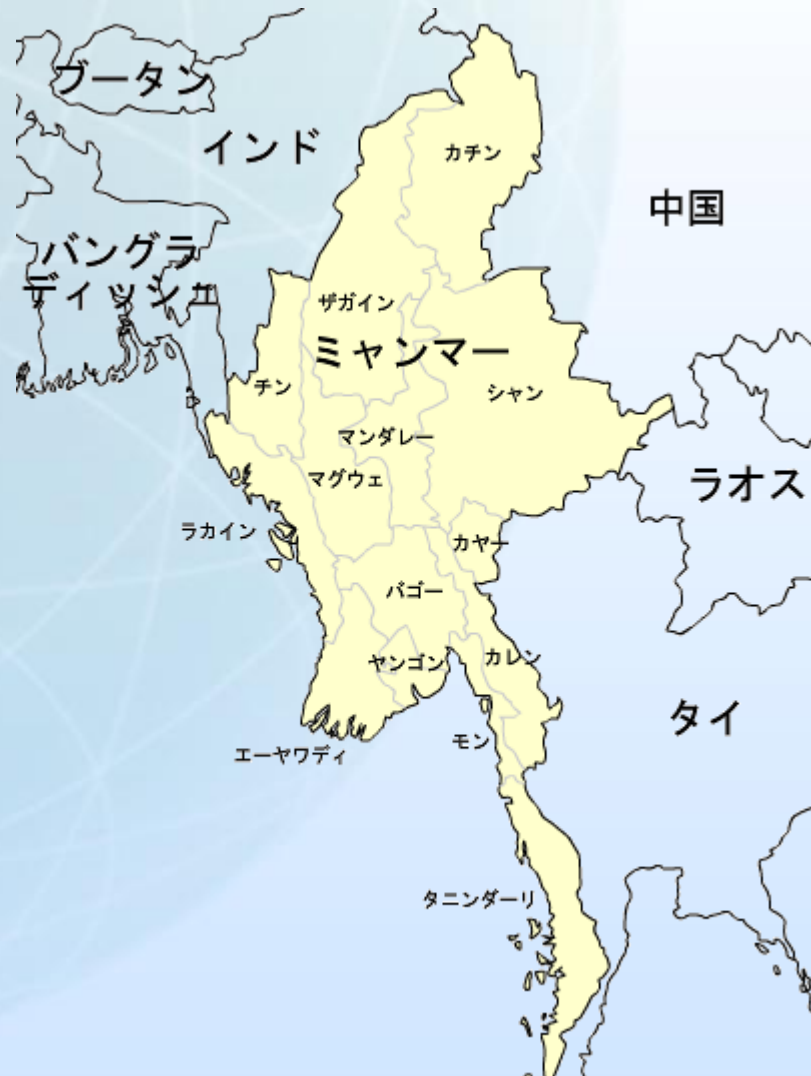 ブータン
インド
カチン
中国
バングラ
ディッシュ
ザガイン
ミャンマー
チン
シャン
マンダレー
マグウェ
ラオス
ラカイン
カヤー
バゴー
ヤンゴン
カレン
タイ
モン
エーヤワディ
タニンダーリ